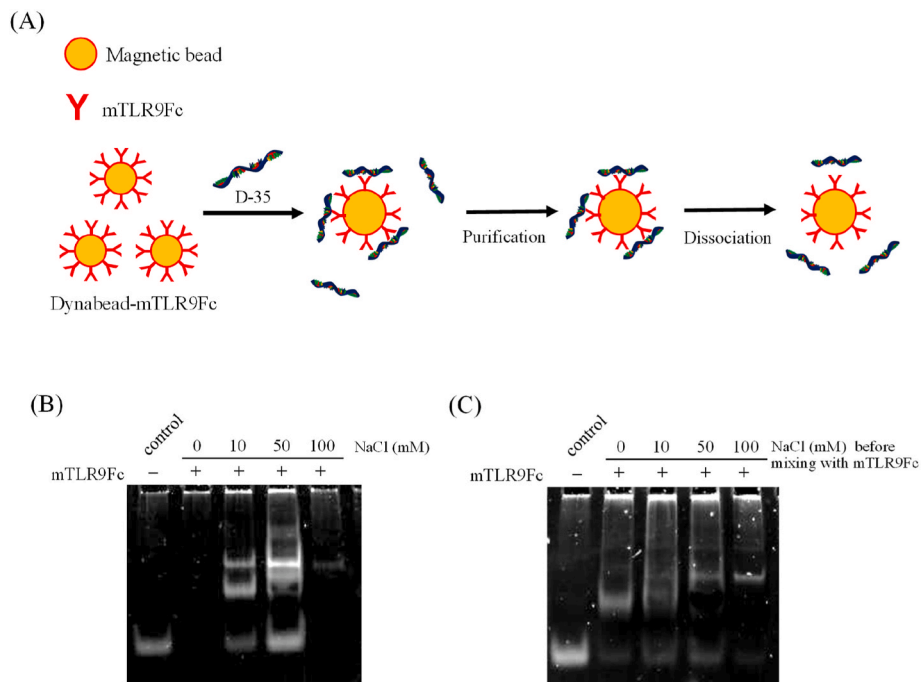 (A)
Magnetic bead
mTLR9Fc
D-35
Purification
Dissociation
Dynabead-mTLR9Fc
(B)
control
0 10 50 100 NaCl (mM)
mTLR9Fc – + + + +
(C)
control
0 10 50 100 NaCl (mM) before
mixing with mTLR9Fc
mTLR9Fc – + + + +